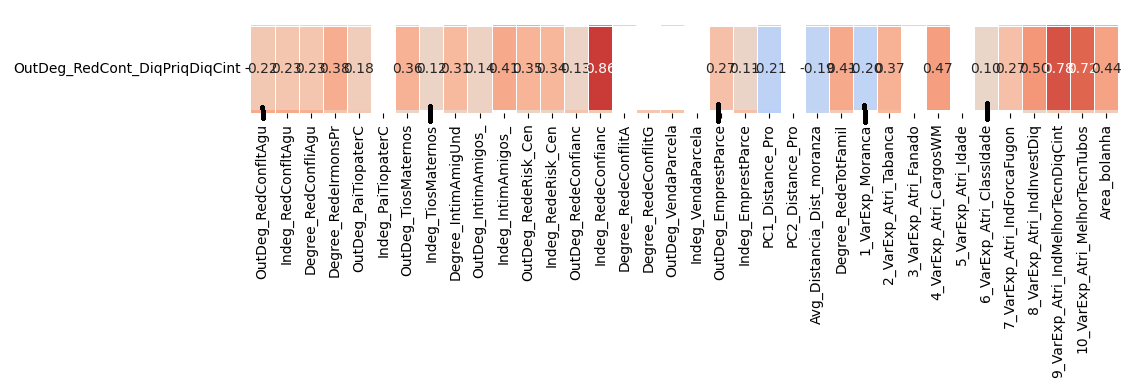 OutDeg_RedCont_DiqPriqDiqCint 0.22 0.23 0.23 0.38 0.18 0.36 0.12 0.31 0.14 0.41 0.35 0.34 0.13 0.86 0.27 0.11 -0.21 -0.19 0.41 -0.20 0.37 0.47 0.10 0.27 0.50 0.78 0.72 0.44
OutDeg_RedConfltAgu
Indeg_RedConfltAgu
Degree_RedConfliAgu
Degree_RedeIrmonsPr
OutDeg_PaiTiopaterC
Indeg_PaiTiopaterC
OutDeg_TiosMaternos
Indeg_TiosMaternos
Degree_IntimAmigUnd
OutDeg_IntimAmigos_
Indeg_IntimAmigos_
OutDeg_RedeRisk_Cen
Indeg_RedeRisk_Cen
OutDeg_RedeConfianc
Indeg_RedeConfianc
Degree_RedeConflitA
Degree_RedeConflitG
OutDeg_VendaParcela
Indeg_VendaParcela
OutDeg_EmprestParce
Indeg_EmprestParce
PC1_Distance_Pro
PC2_Distance_Pro
Avg_Distancia_Dist_moranza
Degree_RedeTotFamil
1_VarExp_Moranca
2_VarExp_Atri_Tabanca
3_VarExp_Atri_Fanado
4_VarExp_Atri_CargosWM
5_VarExp_Atri_Idade
6_VarExp_Atri_Classidade
7_VarExp_Atri_IndForcaFugon
8_VarExp_Atri_IndInvestDiq
9_VarExp_Atri_IndMelhorTecnDiqCint
10_VarExp_Atri_MelhorTecnTubos
Area_bolanha